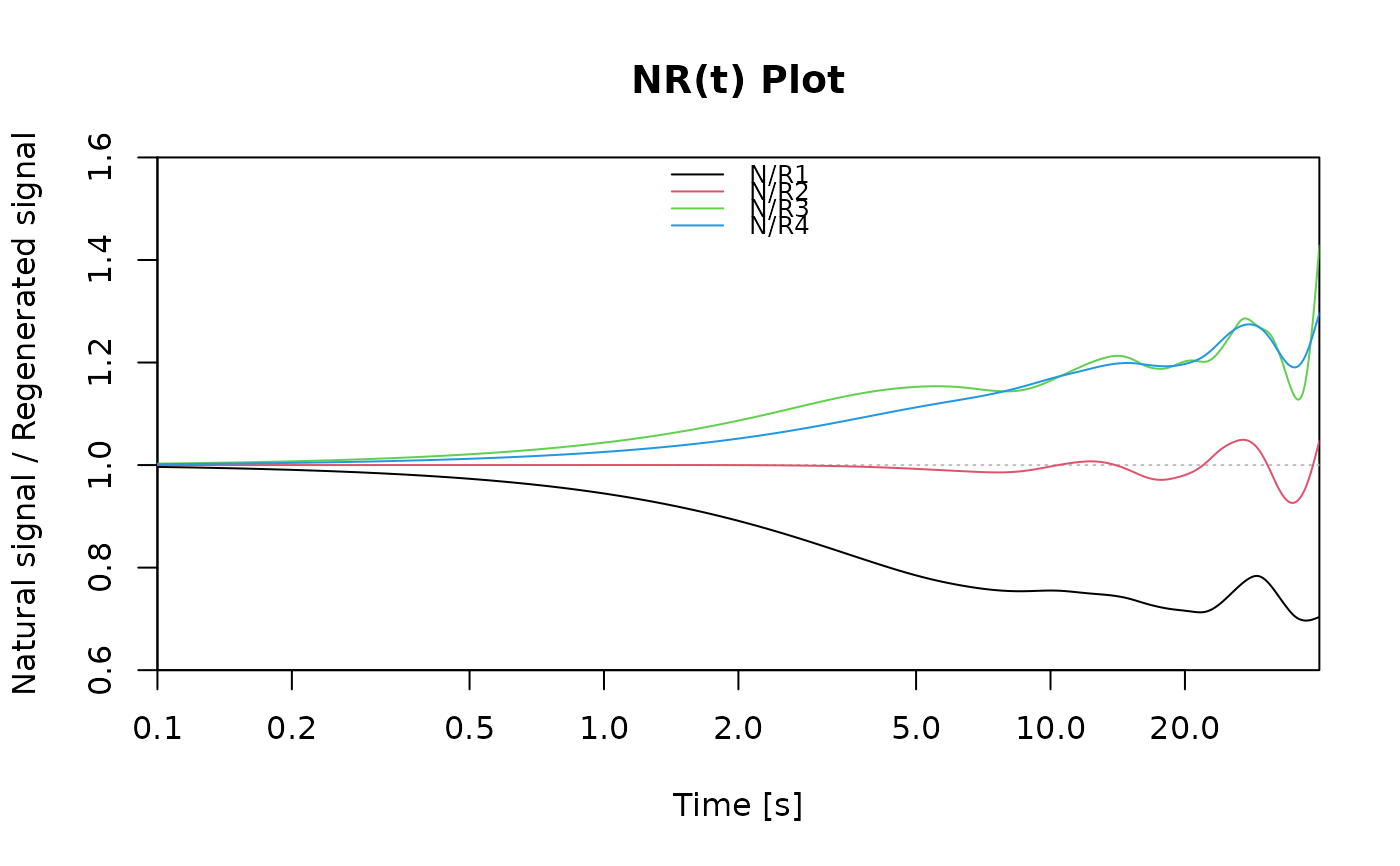 NR(t) Plot
Natural signal / Regenerated signal
1.6
1.4
1.2
1.0
0.8
0.6
N/R1
N/R2
N/R3
N/R4
0.1 0.2 0.5 1.0 2.0 5.0 10.0 20.0
Time [s]